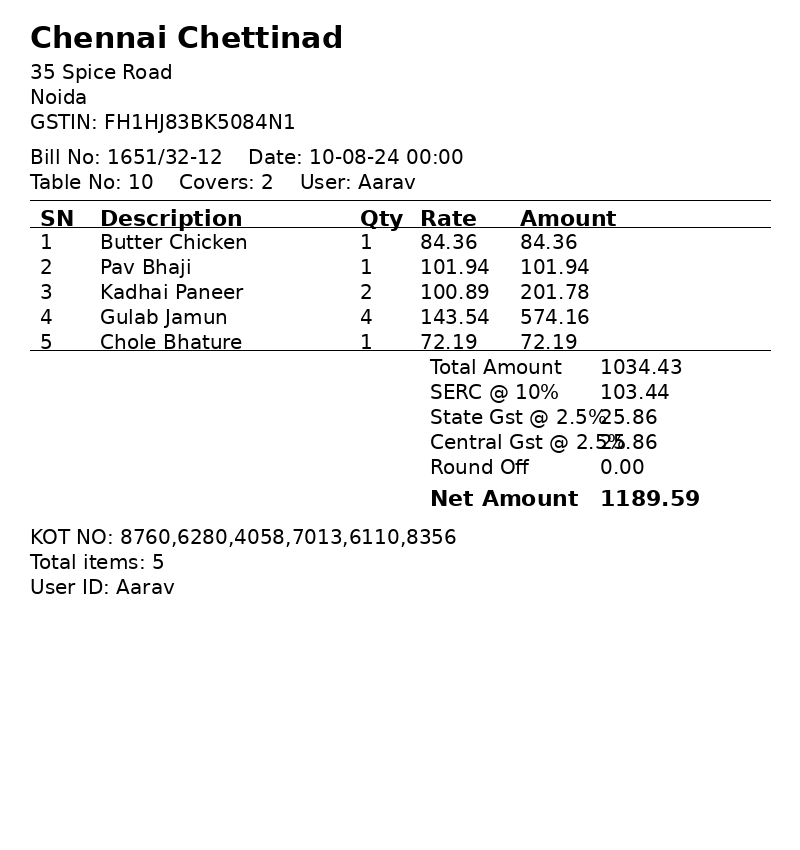 Chennai Chettinad
35 Spice Road
Noida
GSTIN: FH1HJ83BK5084N1
Bill No: 1651/32-12 Date: 10-08-24 00:00
Table No: 10 Covers: 2 User: Aarav
SN Description Qty Rate Amount
1 Butter Chicken 1 84.36 84.36
2 Pav Bhaji 1 101.94 101.94
3 Kadhai Paneer 2 100.89 201.78
4 Gulab Jamun 4 143.54 574.16
5 Chole Bhature 1 72.19 72.19
Total Amount 1034.43
SERC @ 10% 103.44
State Gst @ 2.5% 25.86
Central Gst @ 2.5% 25.86
Round Off 0.00
Net Amount 1189.59
KOT NO: 8760,6280,4058,7013,6110,8356
Total items: 5
User ID: Aarav